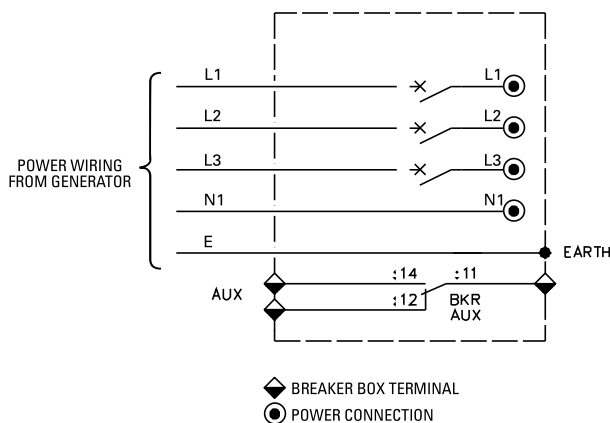 L1 L1
L2 L2
L3 L3
POWER WIRING
FROM GENERATOR
N1 N1
E
EARTH
:14 :11
AUX
:12 BKR
AUX
BREAKER BOX TERMINAL
POWER CONNECTION